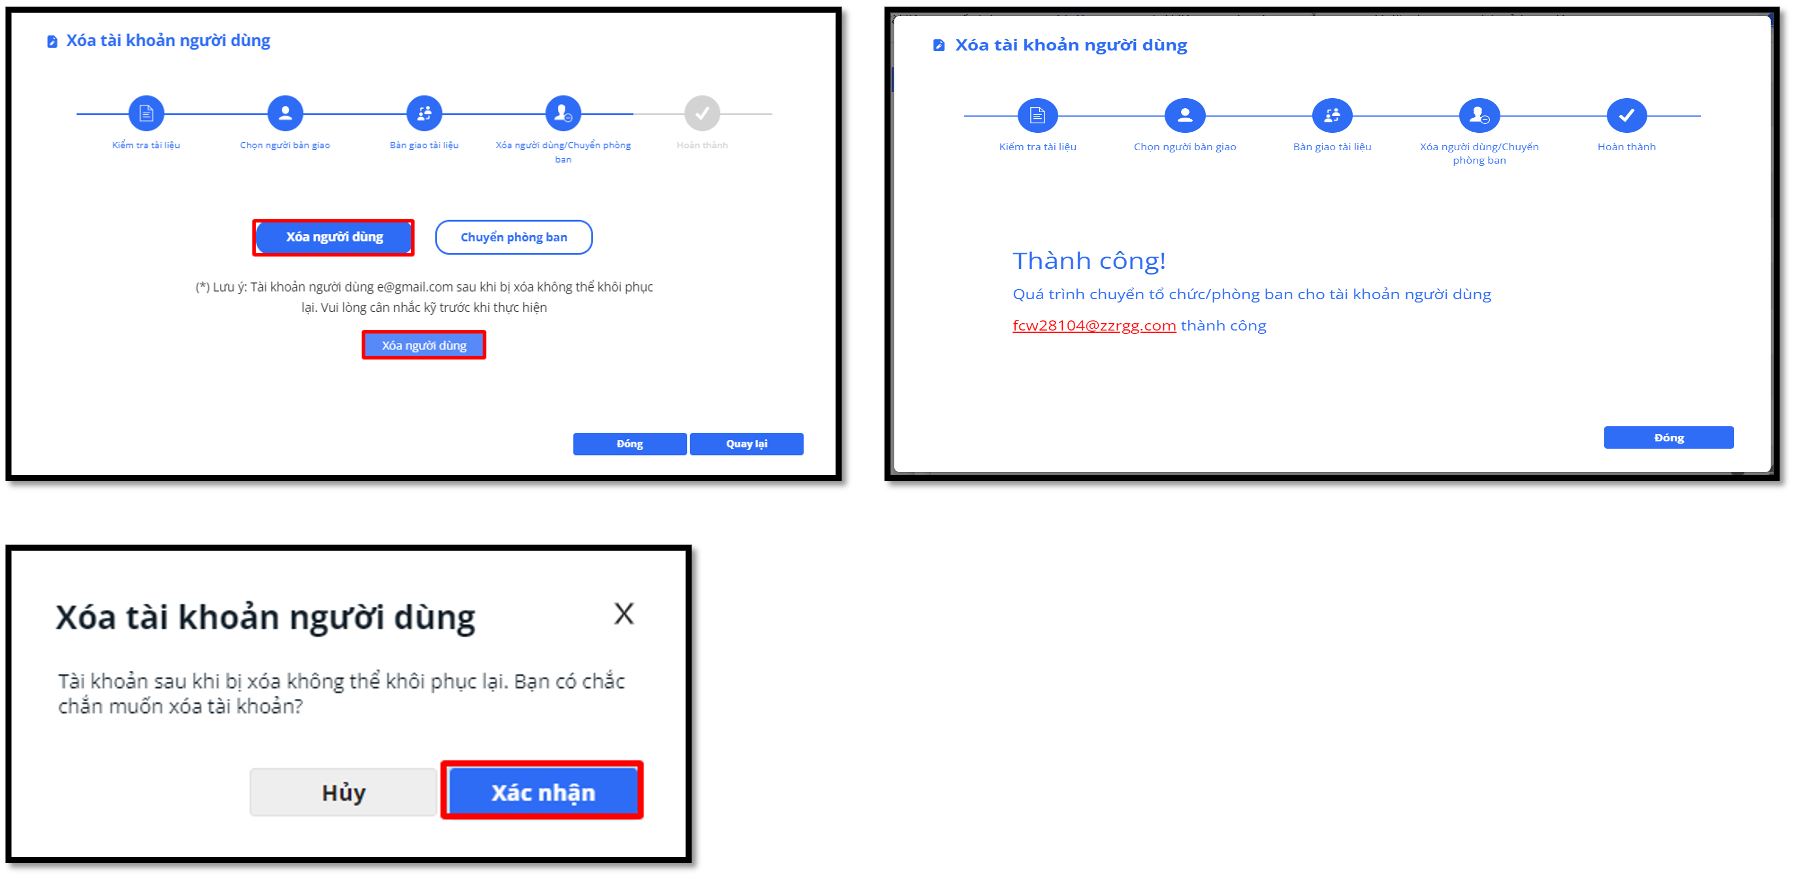 Xóa tài khoản người dùng
Kiểm tra tài liệu
Chọn người bàn giao
Bàn giao tài liệu
Xóa người dùng/Chuyển phòng
ban
Hoàn thành
Xóa người dùng
Chuyển phòng ban
(*) Lưu ý: Tài khoản người dùng e@gmail.com sau khi bị xóa không thể khôi phục
lại. Vui lòng cân nhắc kỹ trước khi thực hiện
Xóa người dùng
Đóng
Quay lại
Xóa tài khoản người dùng
Kiểm tra tài liệu
Chọn người bàn giao
Bàn giao tài liệu
Xóa người dùng/Chuyển
phòng ban
Hoàn thành
Thành công!
Quá trình chuyển tổ chức/phòng ban cho tài khoản người dùng
fcw28104@zzrgg.com thành công
Đóng
Xóa tài khoản người dùng
X
Tài khoản sau khi bị xóa không thể khôi phục lại. Bạn có chắc
chắn muốn xóa tài khoản?
Hủy
Xác nhận